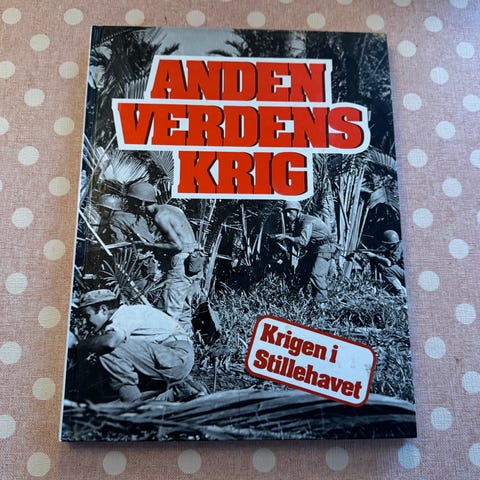 ANDEN
VERDENS
KRIG
Krigen i
Stillehavet